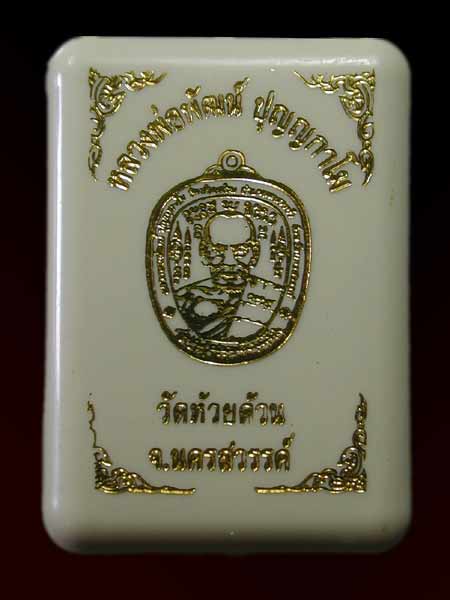 หลวงพ่อพัฒน์ ปุญญกาโม
วัดห้วยด้วน
จ.นครสวรรค์